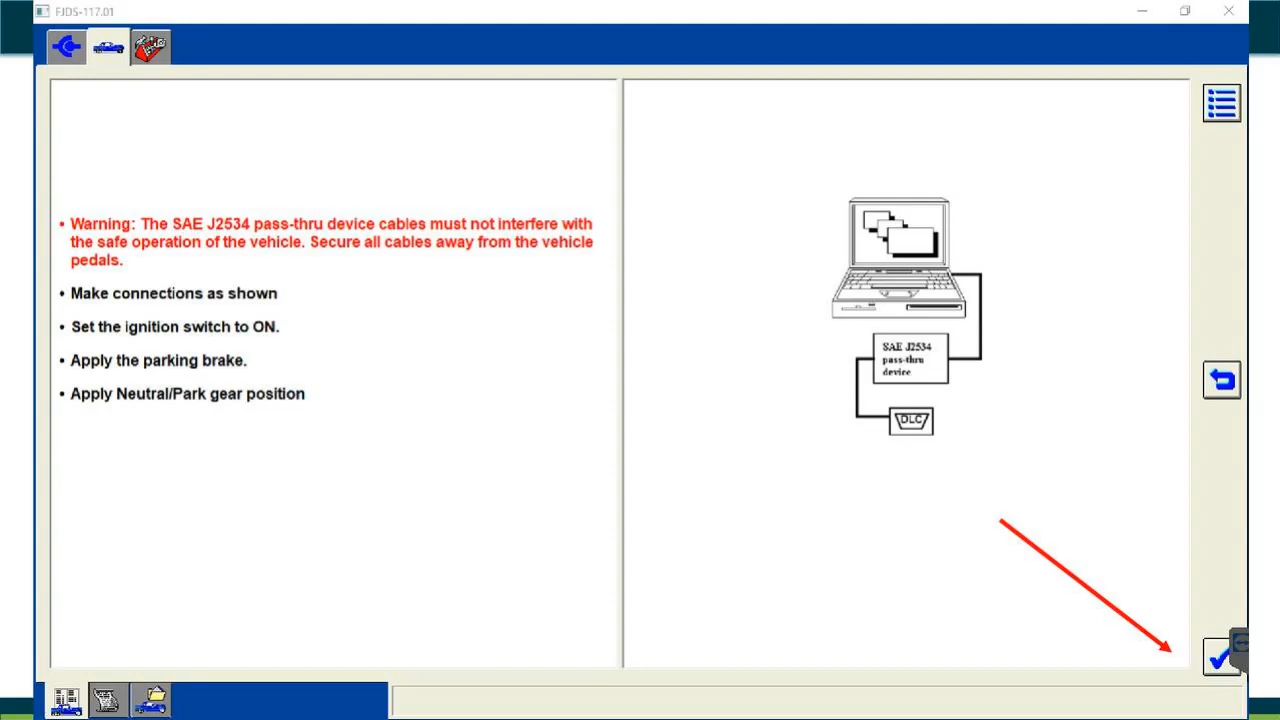 FJDS-117.01
• Warning: The SAE J2534 pass-thru device cables must not interfere with
the safe operation of the vehicle. Secure all cables away from the vehicle
pedals.
• Make connections as shown
• Set the ignition switch to ON.
• Apply the parking brake.
• Apply Neutral/Park gear position
SAE J2534
pass-thru
device
DLC